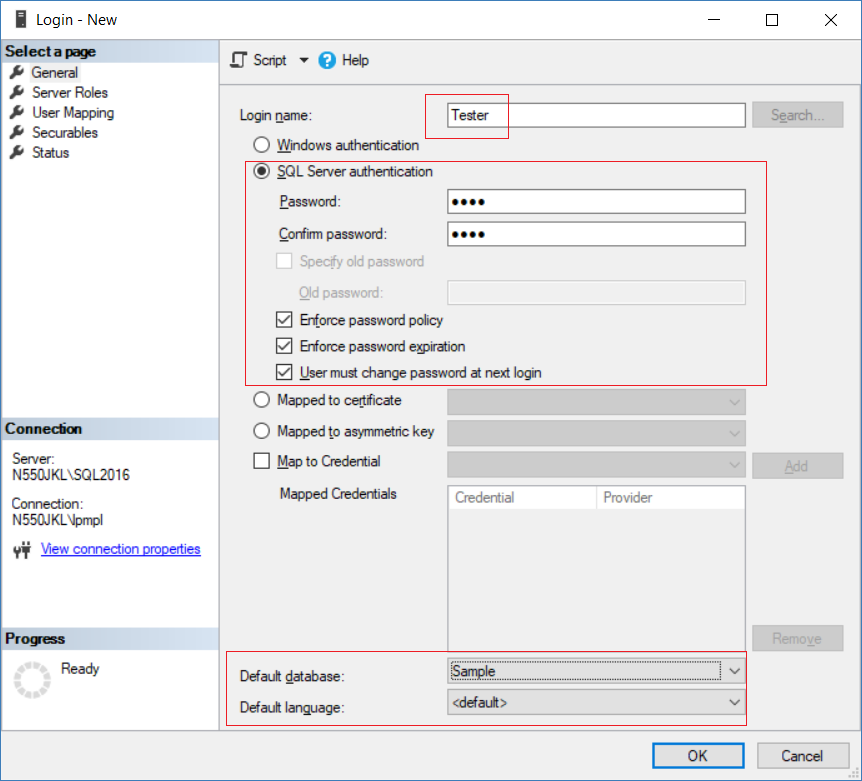 Login - New
Select a page
General
Server Roles
User Mapping
Securables
Status
Connection
Server:
N550JKL\SQL2016
Connection:
N550JKL\lpmpl
View connection properties
Progress
Ready
Script
Help
Login name:
Tester
Search...
Windows authentication
SQL Server authentication
Password:
Confirm password:
Specify old password
Old password:
Enforce password policy
Enforce password expiration
User must change password at next login
Mapped to certificate
Mapped to asymmetric key
Map to Credential
Add
Mapped Credentials
Credential Provider
Remove
Default database: Sample
Default language: <default>
OK Cancel